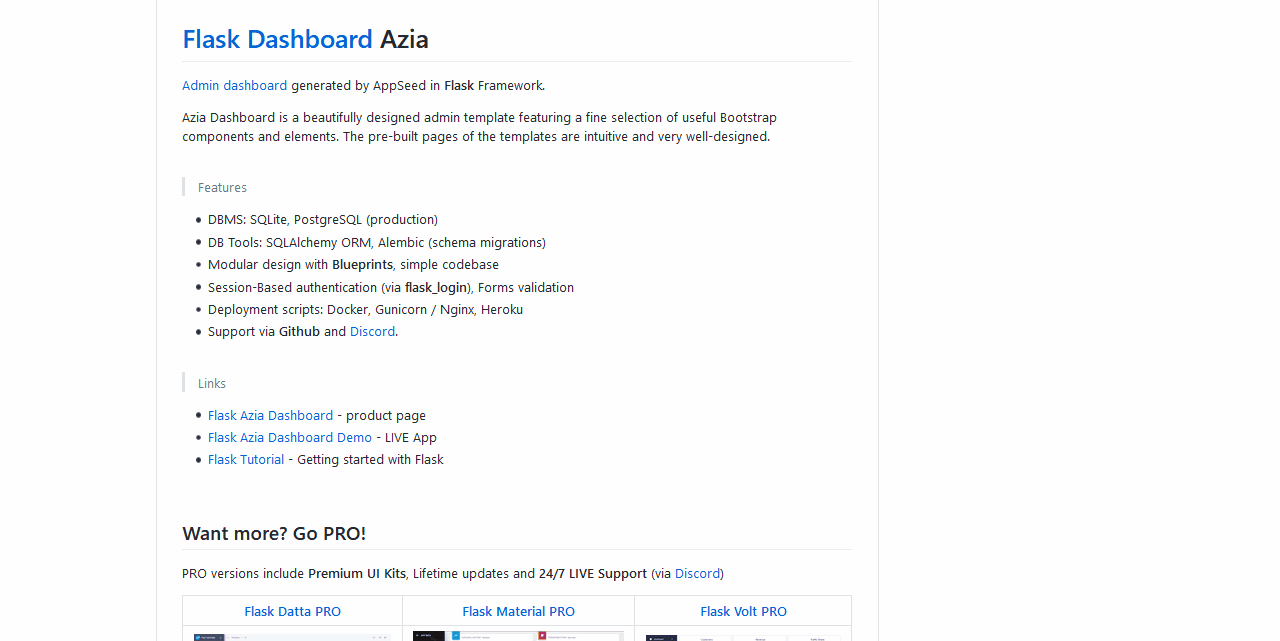 Flask Dashboard Azia
Admin dashboard generated by AppSeed in Flask Framework.
Azia Dashboard is a beautifully designed admin template featuring a fine selection of useful Bootstrap
components and elements. The pre-built pages of the templates are intuitive and very well-designed.
Features
DBMS: SQLite, PostgreSQL (production)
DB Tools: SQLAlchemy ORM, Alembic (schema migrations)
Modular design with Blueprints, simple codebase
Session-Based authentication (via flask_login), Forms validation
Deployment scripts: Docker, Gunicorn / Nginx, Heroku
Support via Github and Discord.
Links
Flask Azia Dashboard - product page
Flask Azia Dashboard Demo - LIVE App
Flask Tutorial - Getting started with Flask
Want more? Go PRO!
PRO versions include Premium UI Kits, Lifetime updates and 24/7 LIVE Support (via Discord)
Flask Datta PRO Flask Material PRO Flask Volt PRO